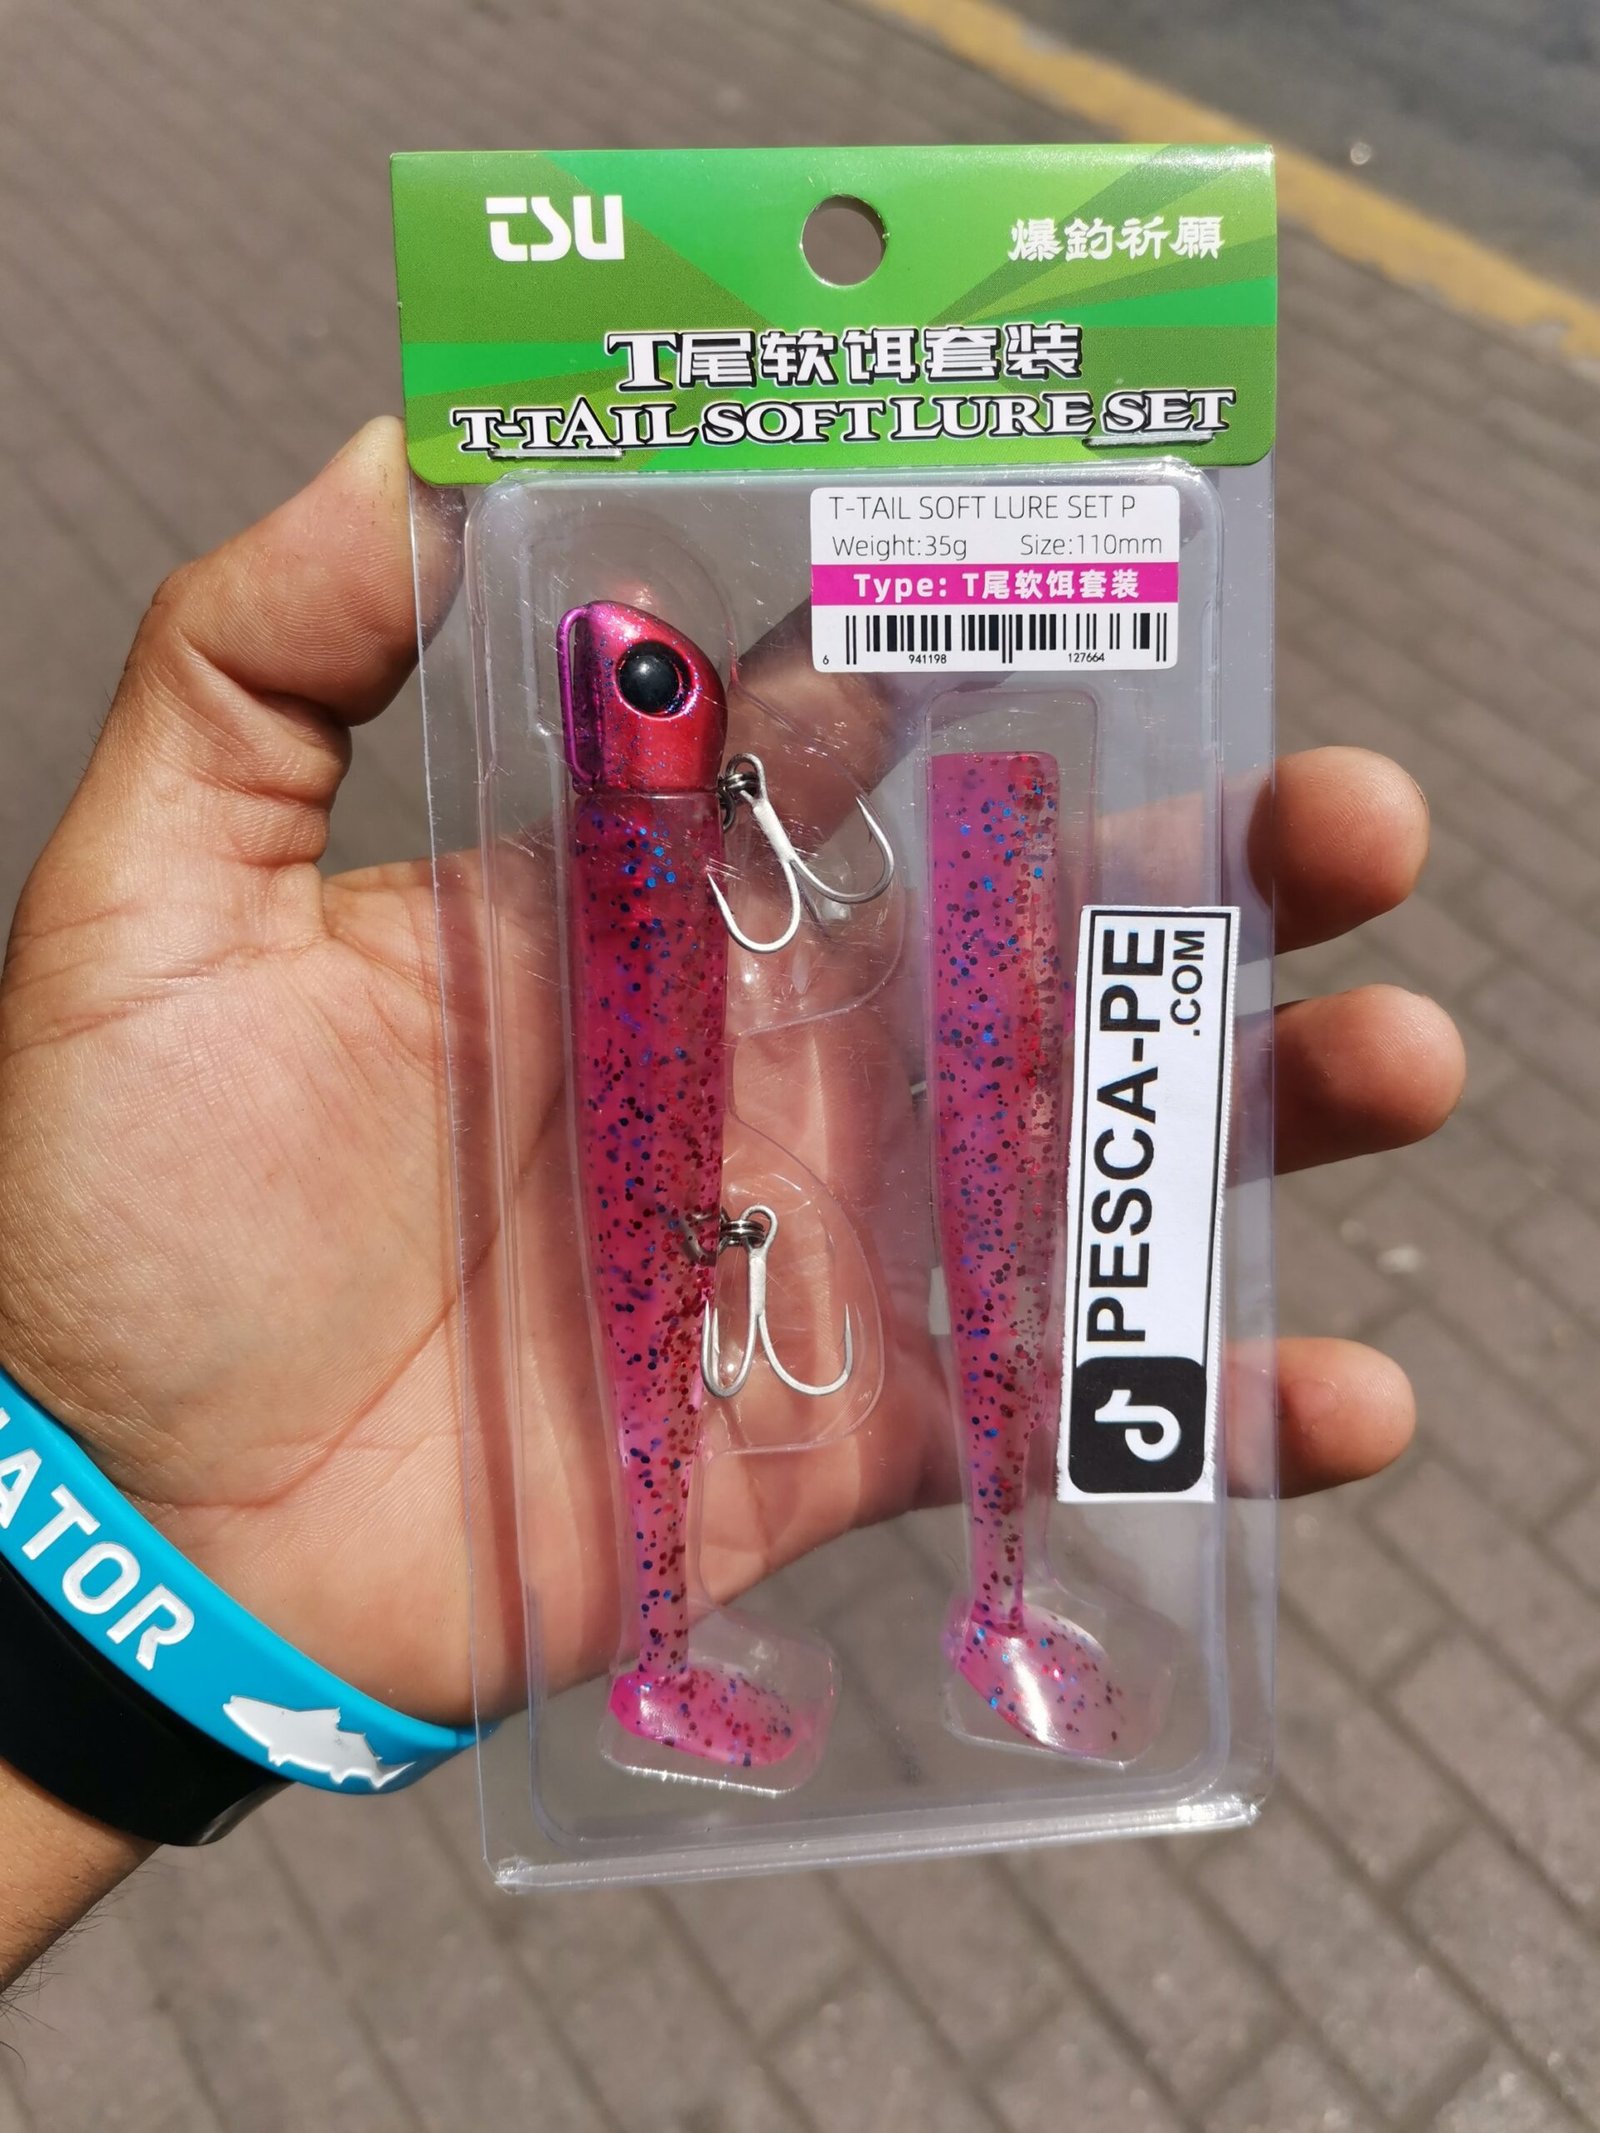 TSU
爆釣祈願
T尾软饵套装
T-TAIL SOFT LURE SET
T-TAIL SOFT LURE SET P
Weight:35g Size:110mm
Type: T尾软饵套装
6 941198 127664
PESCA-PE
.COM
ATOR